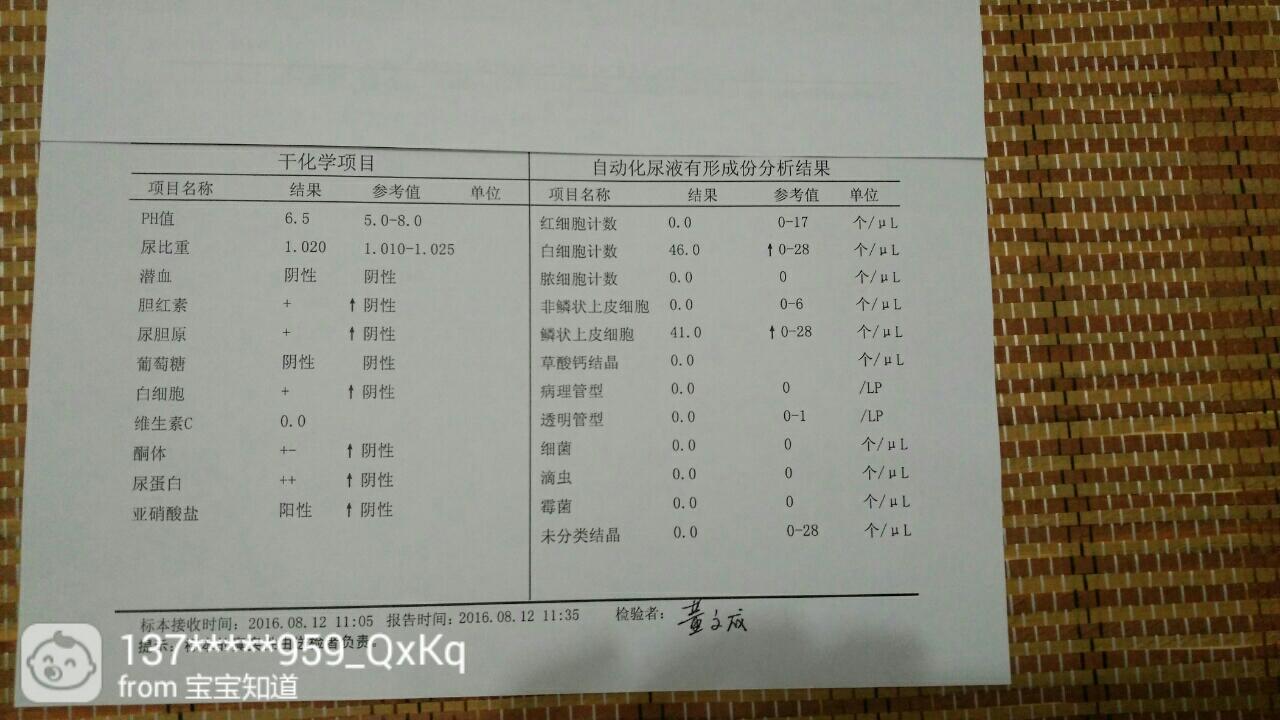 干化学项目
项目名称 结果 参考值 单位
PH值 6.5 5.0-8.0
尿比重 1.020 1.010-1.025
潜血 阴性 阴性
胆红素 + ↑ 阴性
尿胆原 + ↑ 阴性
葡萄糖 阴性 阴性
白细胞 + ↑ 阴性
维生素C 0.0
酮体 +- ↑ 阴性
尿蛋白 ++ ↑ 阴性
亚硝酸盐 阳性 ↑ 阴性
自动化尿液有形成份分析结果
项目名称 结果 参考值 单位
红细胞计数 0.0 0-17 个/μL
白细胞计数 46.0 ↑ 0-28 个/μL
脓细胞计数 0.0 0 个/μL
非鳞状上皮细胞 0.0 0-6 个/μL
鳞状上皮细胞 41.0 ↑ 0-28 个/μL
草酸钙结晶 0.0 个/μL
病理管型 0.0 0 /LP
透明管型 0.0 0-1 /LP
细菌 0.0 0 个/μL
滴虫 0.0 0 个/μL
霉菌 0.0 0 个/μL
未分类结晶 0.0 0-28 个/μL
标本接收时间: 2016.08.12 11:05 报告时间: 2016.08.12 11:35 检验者: 黄文成
提示:
负责。
137*****959_QxKq
from 宝宝知道